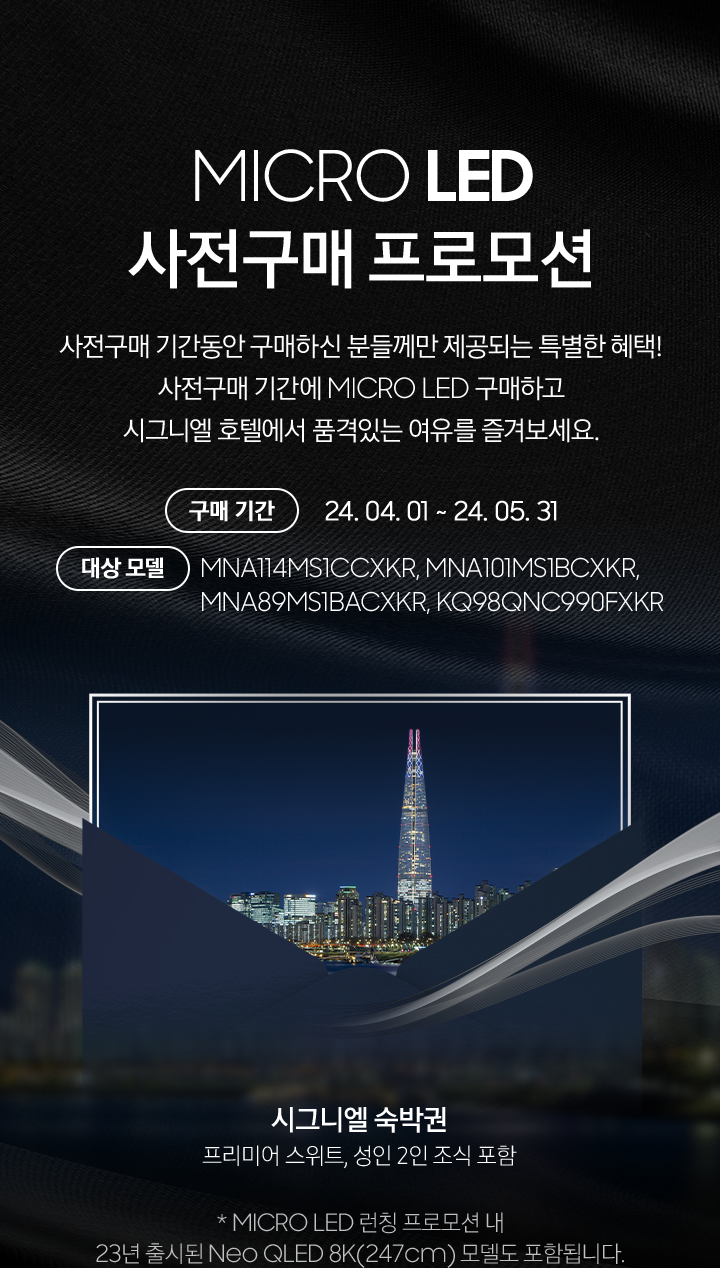 MICRO LED
사전구매 프로모션
사전구매 기간동안 구매하신 분들께만 제공되는 특별한 혜택!
사전구매 기간에 MICRO LED 구매하고
시그니엘 호텔에서 품격있는 여유를 즐겨보세요.
구매 기간 24. 04. 01 ~ 24. 05. 31
대상 모델 MNA114MS1CCXKR, MNA101MS1BCXKR,
MNA89MS1BACXKR, KQ98QNC990FXKR
시그니엘 숙박권
프리미어 스위트, 성인 2인 조식 포함
* MICRO LED 런칭 프로모션 내
23년 출시된 Neo QLED 8K(247cm) 모델도 포함됩니다.